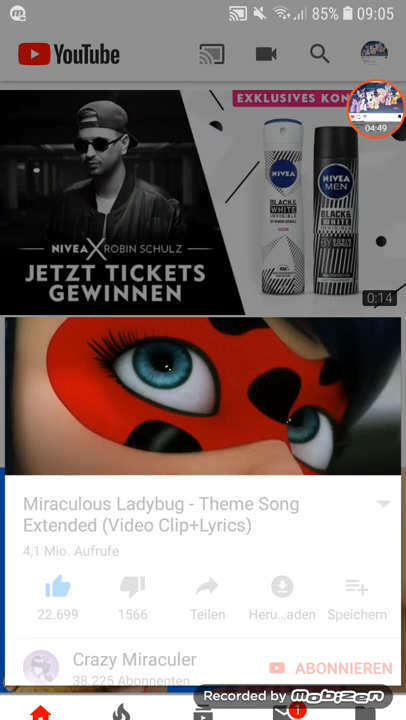 85% 09:05
YouTube
EXKLUSIVES KON
04:49
NIVEA
NIVEA
MEN
BLACK&
WHITE
INVISIBLE
BLACK&
WHITE
INVISIBLE
NIVEA X ROBIN SCHULZ
JETZT TICKETS
GEWINNEN
0:14
Miraculous Ladybug - Theme Song
Extended (Video Clip+Lyrics)
4,1 Mio. Aufrufe
22.699 1566 Teilen Heru...aden Speichern
Crazy Miraculer
38.225 Abonnenten
ABONNIEREN
Recorded by Mobizen
1